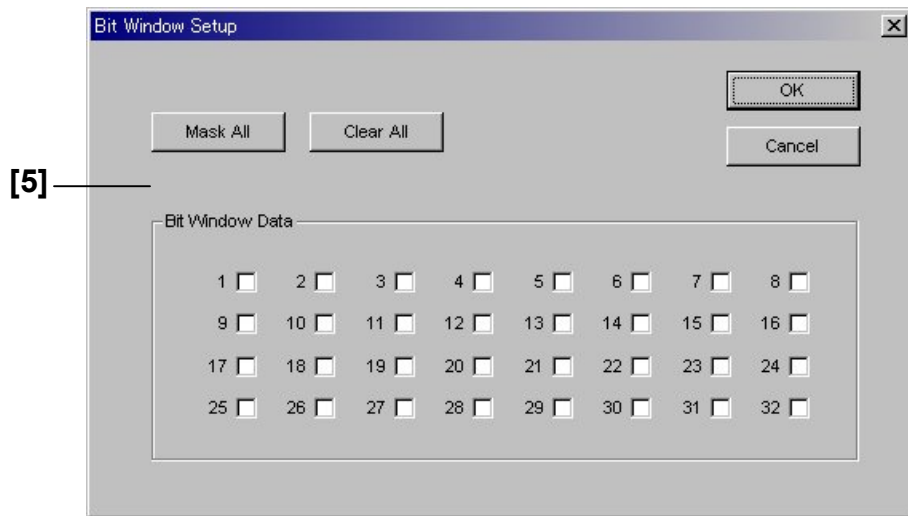 Bit Window Setup
OK
Mask All Clear All
Cancel
[5]
Bit Window Data
1 2 3 4 5 6 7 8
9 10 11 12 13 14 15 16
17 18 19 20 21 22 23 24
25 26 27 28 29 30 31 32